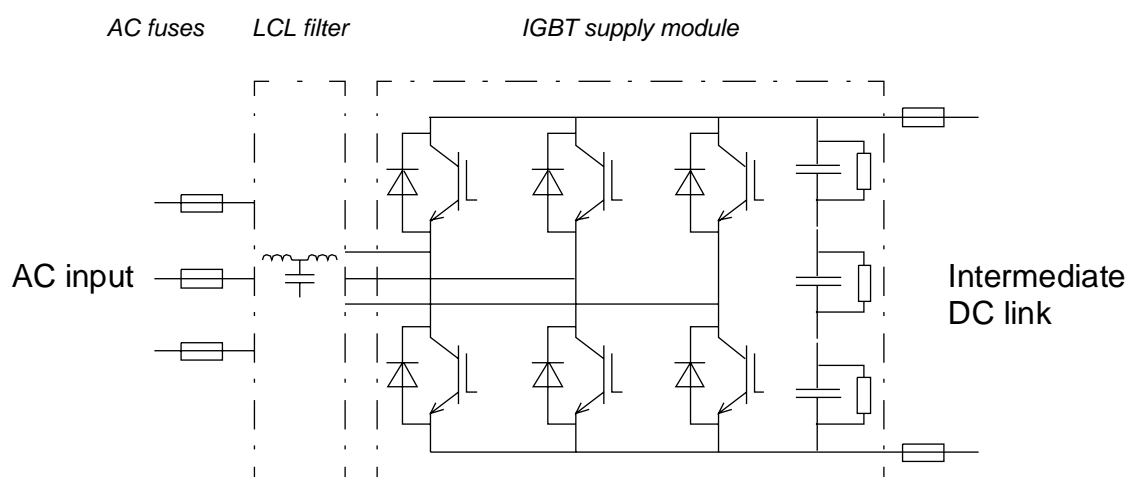 AC fuses LCL filter IGBT supply module
AC input
Intermediate
DC link